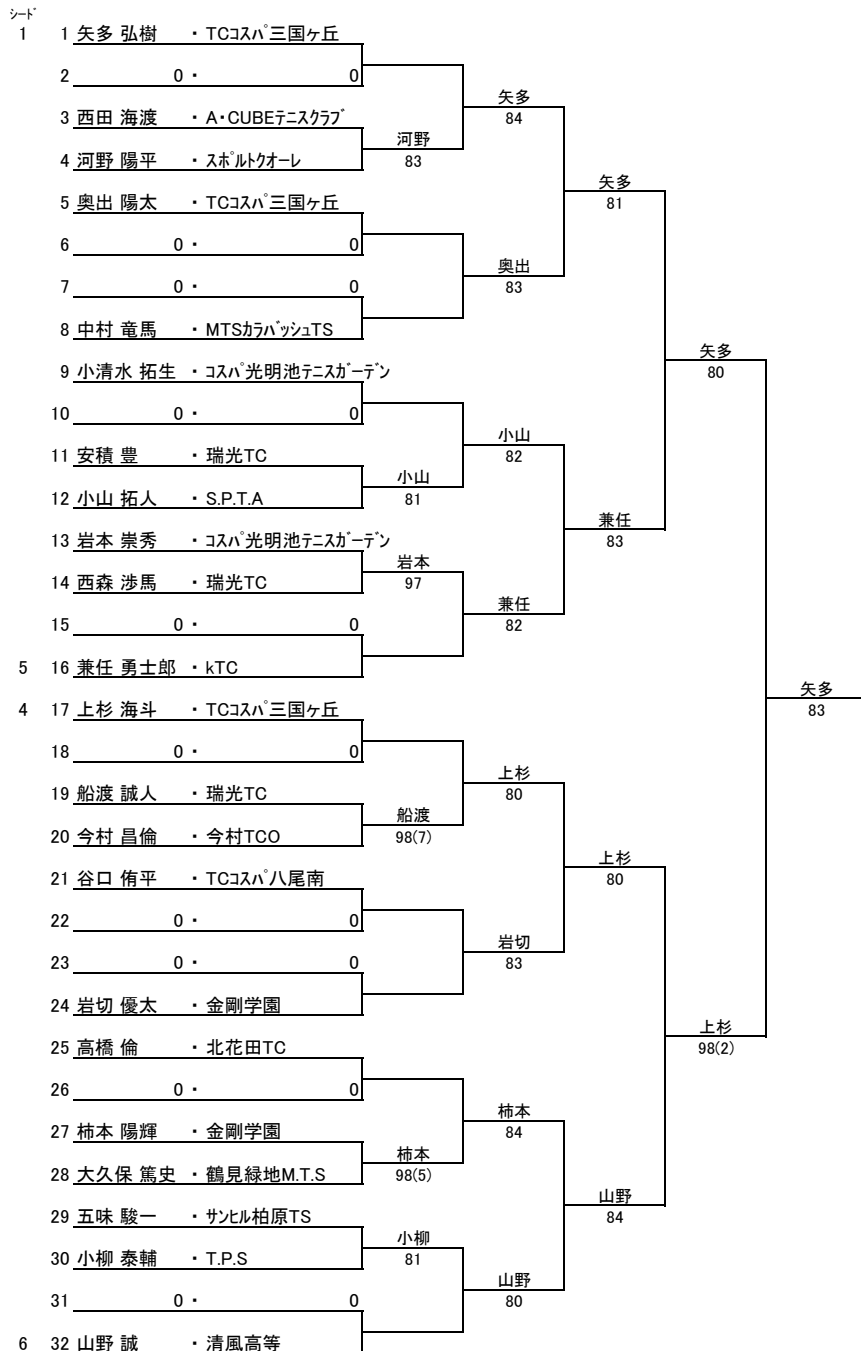 シード
1 1 矢多 弘樹 ・ TCコスパ三国ヶ丘
2 0 ・ 0
矢多
3 西田 海渡 ・ A・CUBEテニスクラブ
84
河野
4 河野 陽平 ・ スポルトクオーレ
83
5 奥出 陽太 ・ TCコスパ三国ヶ丘
矢多
81
6 0 ・ 0
奥出
7 0 ・ 0
83
8 中村 竜馬 ・ MTSカラバッシュTS
矢多
80
9 小清水 拓生 ・ コスパ光明池テニスガーデン
10 0 ・ 0
小山
11 安積 豊 ・ 瑞光TC
82
小山
12 小山 拓人 ・ S.P.T.A
81
13 岩本 崇秀 ・ コスパ光明池テニスガーデン
兼任
83
岩本
14 西森 渉馬 ・ 瑞光TC
97
兼任
15 0 ・ 0
82
5 16 兼任 勇士郎 ・ kTC
矢多
4 17 上杉 海斗 ・ TCコスパ三国ヶ丘
83
18 0 ・ 0
上杉
19 船渡 誠人 ・ 瑞光TC
80
船渡
20 今村 昌倫 ・ 今村TCO
98(7)
21 谷口 侑平 ・ TCコスパ八尾南
上杉
80
22 0 ・ 0
岩切
23 0 ・ 0
83
24 岩切 優太 ・ 金剛学園
25 高橋 倫 ・ 北花田TC
上杉
98(2)
26 0 ・ 0
柿本
27 柿本 陽輝 ・ 金剛学園
84
柿本
28 大久保 篤史 ・ 鶴見緑地M.T.S
98(5)
29 五味 駿一 ・ サンヒル柏原TS
山野
84
小柳
30 小柳 泰輔 ・ T.P.S
81
山野
31 0 ・ 0
80
6 32 山野 誠 ・ 清風高等